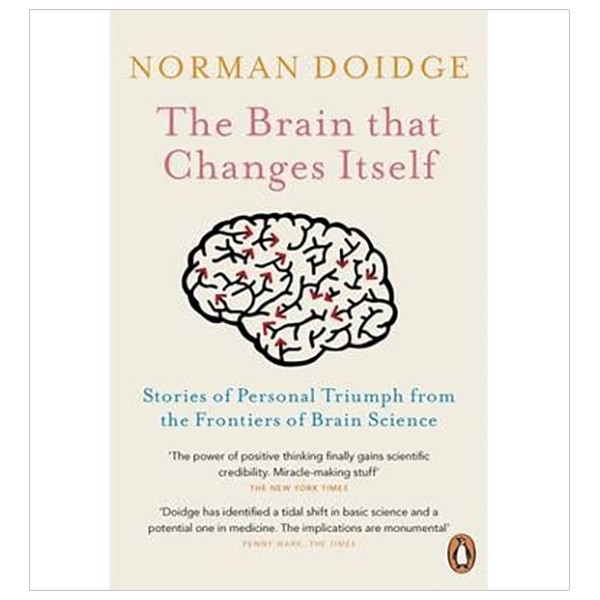 NORMAN DOIDGE
The Brain that
Changes Itself
Stories of Personal Triumph from
the Frontiers of Brain Science
'The power of positive thinking finally gains scientific
credibility. Miracle-making stuff'
THE NEW YORK TIMES
'Doidge has identified a tidal shift in basic science and a
potential one in medicine. The implications are monumental'
PENNY WARK, THE TIMES